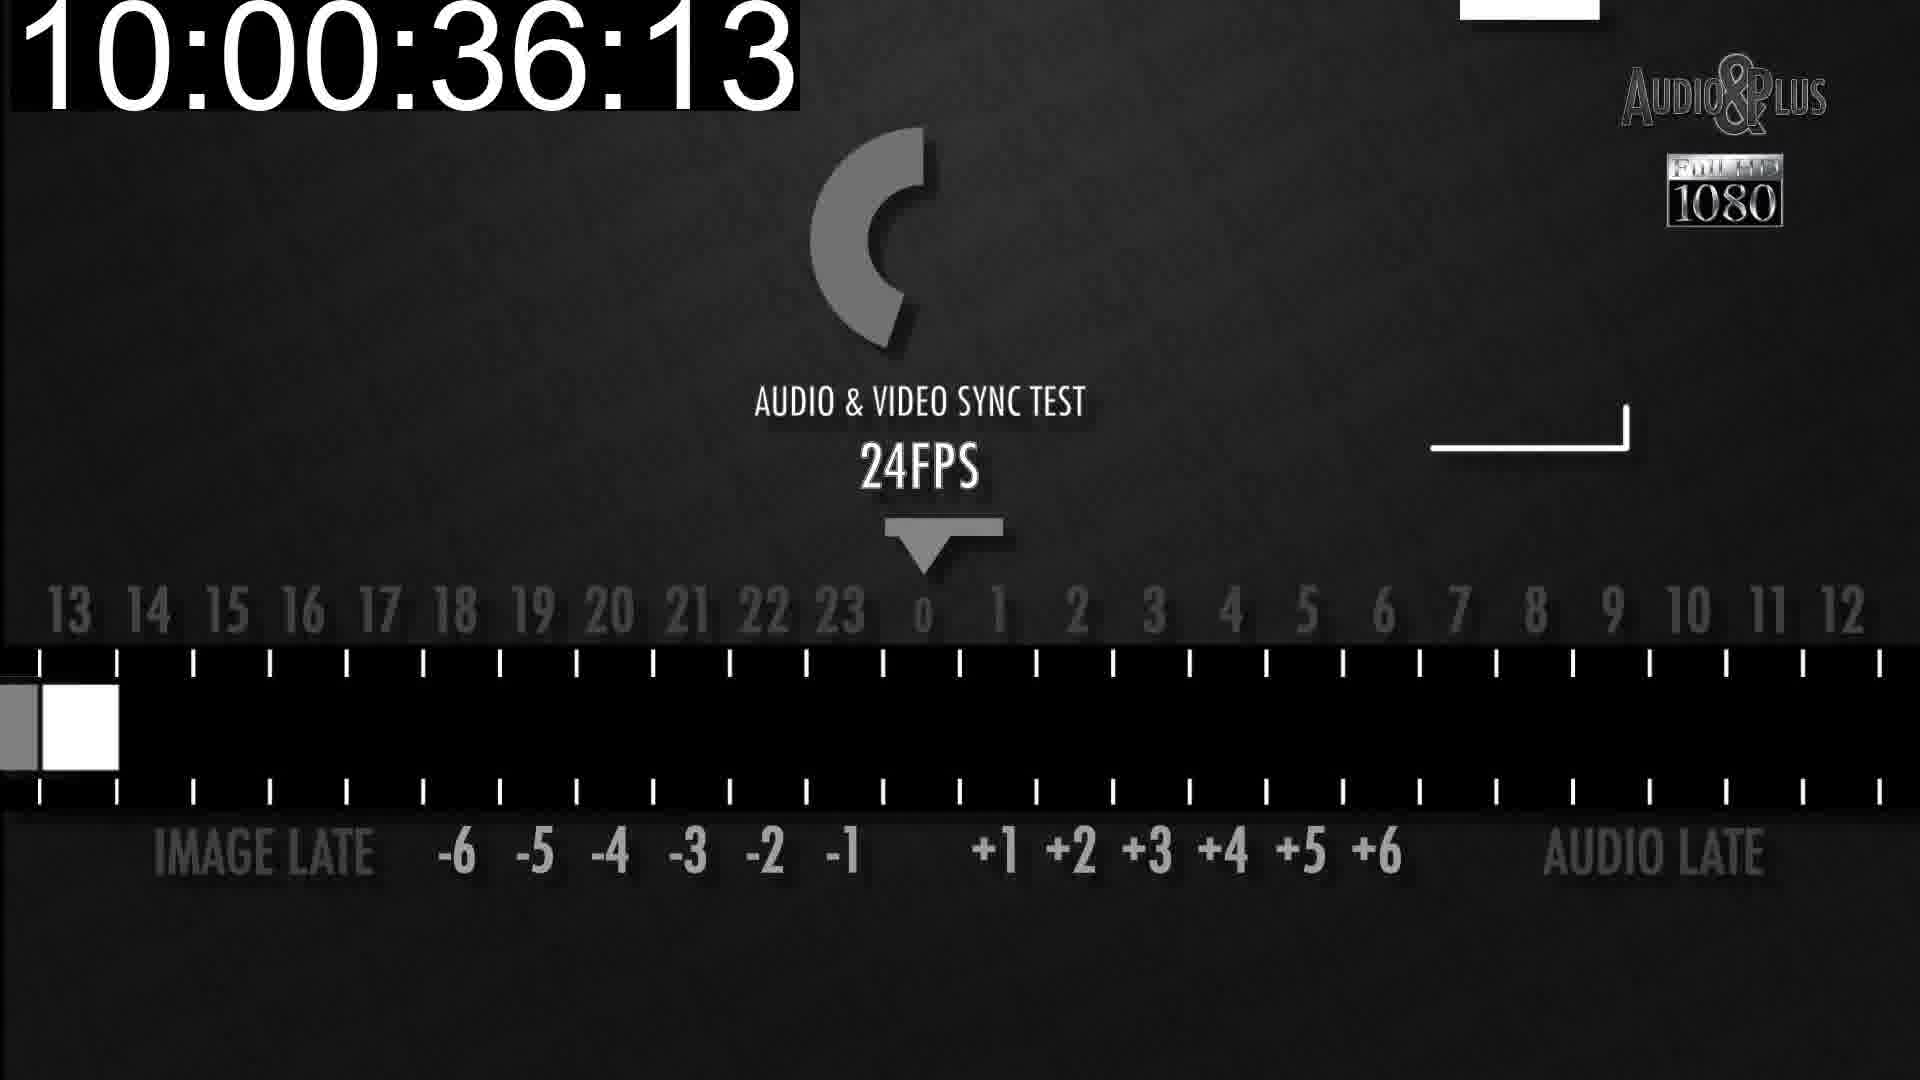 10:00:36:13
AUDIO & PLUS
Full HD
1080
AUDIO & VIDEO SYNC TEST
24FPS
13 14 15 16 17 18 19 20 21 22 23 0 1 2 3 4 5 6 7 8 9 10 11 12
IMAGE LATE -6 -5 -4 -3 -2 -1 +1 +2 +3 +4 +5 +6 AUDIO LATE